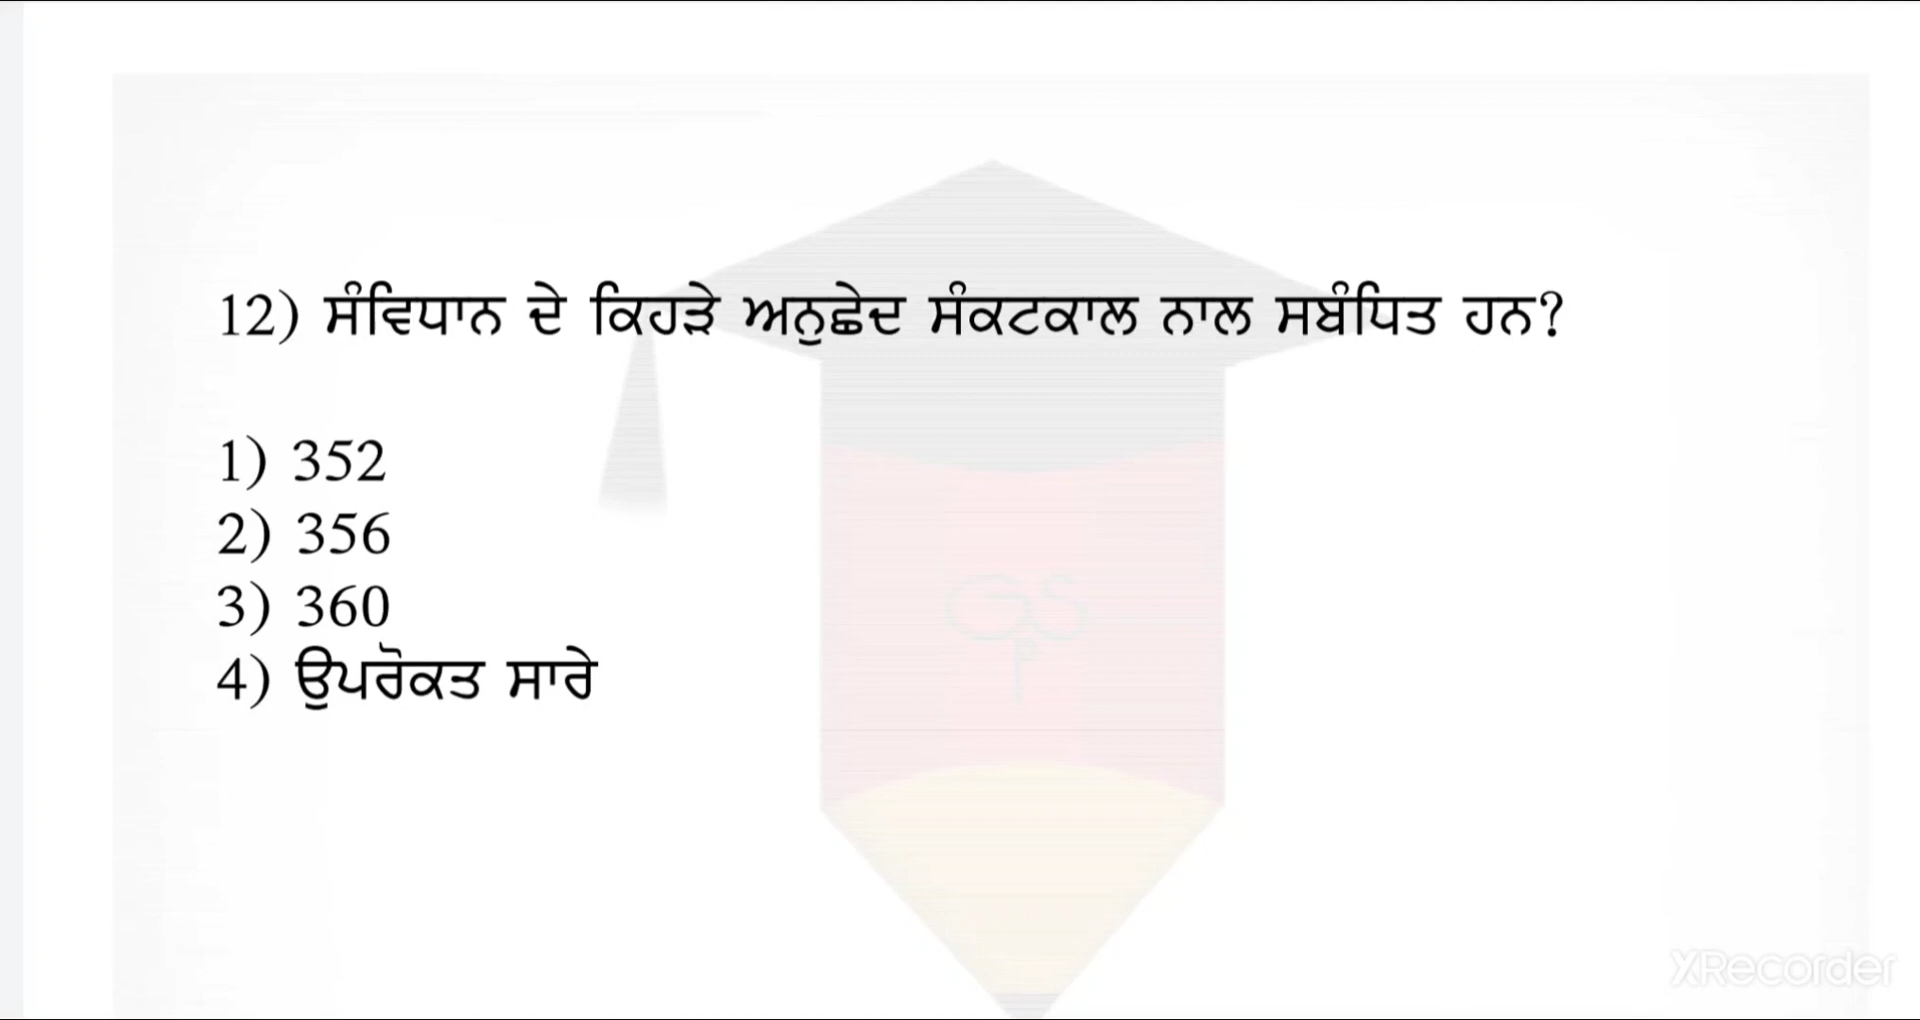 12) ਸੰਵਿਧਾਨ ਦੇ ਕਿਹੜੇ ਅਨੁਛੇਦ ਸੰਕਟਕਾਲ ਨਾਲ ਸਬੰਧਿਤ ਹਨ?
1) 352
2) 356
3) 360
4) ਉਪਰੋਕਤ ਸਾਰੇ
XRecorder